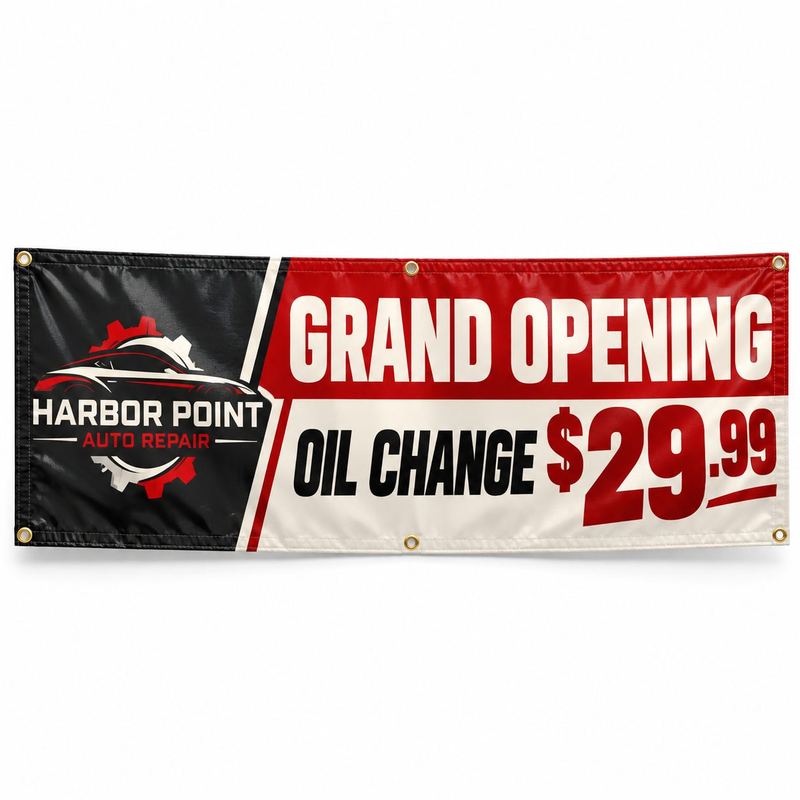 HARBOR POINT
AUTO REPAIR
GRAND OPENING
OIL CHANGE $29.99